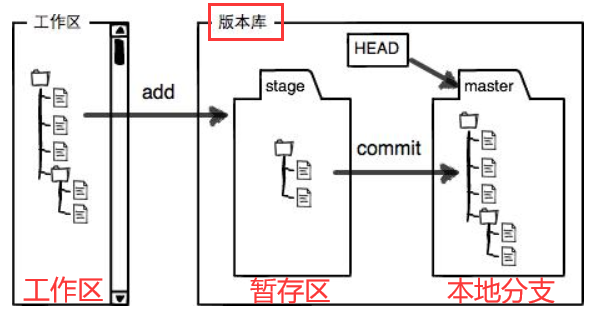 工作区
版本库
HEAD
stage
master
add
commit
工作区
暂存区
本地分支